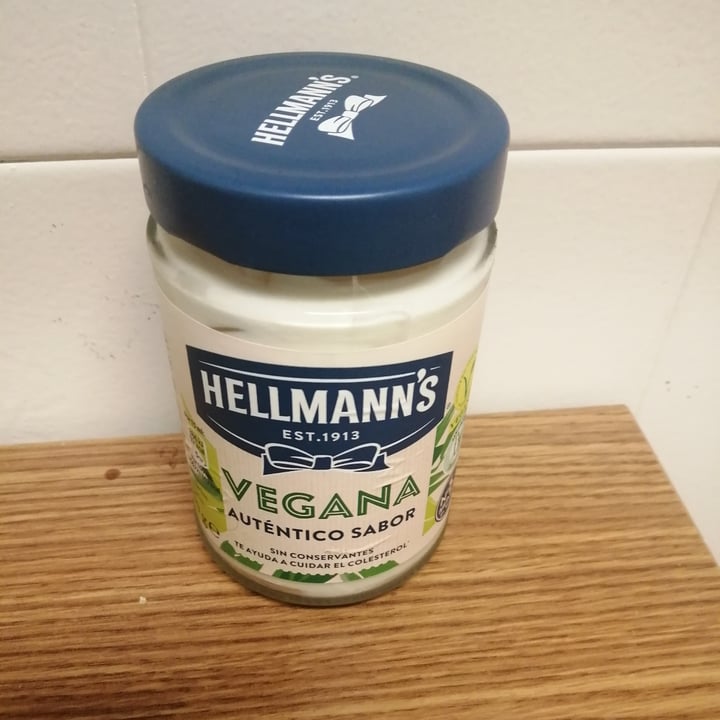 HELLMANN'S®
EST.1913
HELLMANN'S
EST.1913
VEGANA
AUTÉNTICO SABOR
SIN CONSERVANTES
TE AYUDA A CUIDAR EL COLESTEROL*